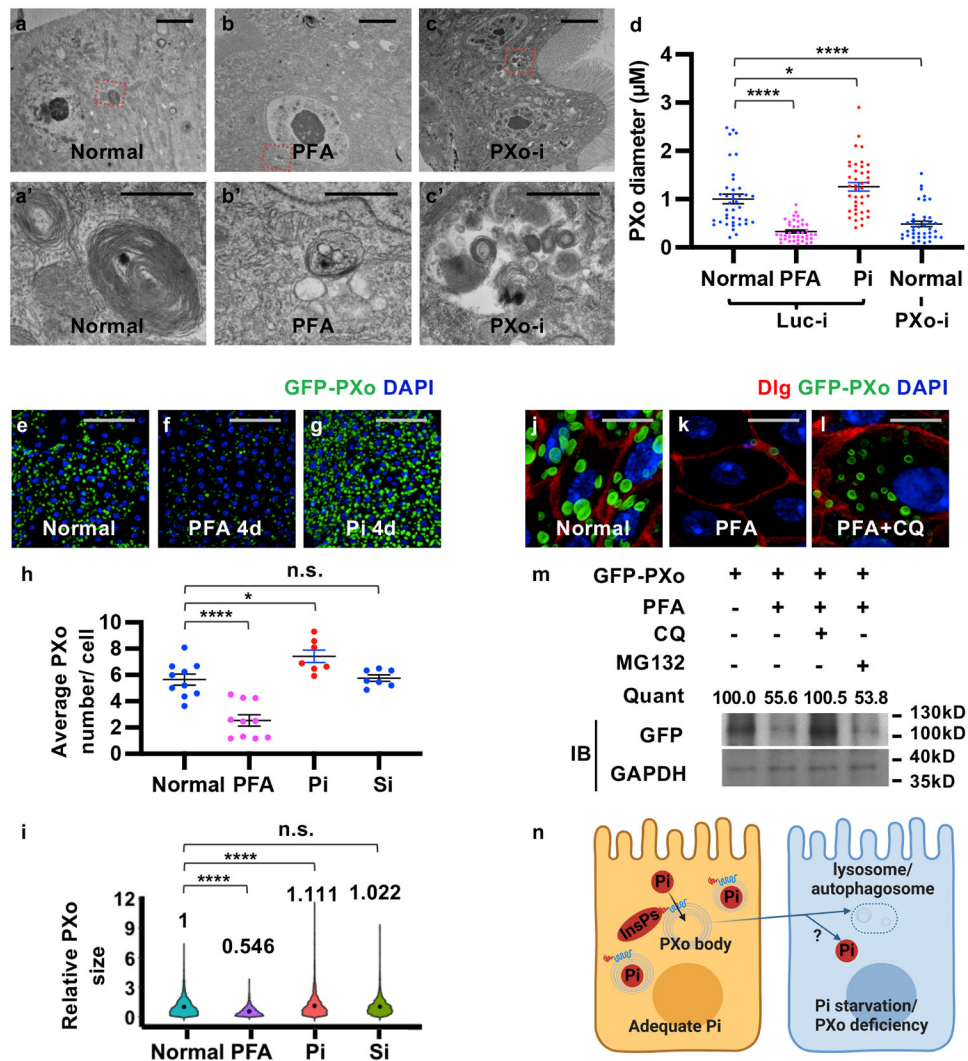 a
Normal
b
PFA
c
PXo-i
a'
Normal
b'
PFA
c'
PXo-i
d
PXo diameter (μM)
4
3
2
1
0
****
*
****
Normal PFA Pi Normal
Luc-i PXo-i
GFP-PXo DAPI
e
Normal
f
PFA 4d
g
Pi 4d
Dlg GFP-PXo DAPI
j
Normal
k
PFA
l
PFA+CQ
h
Average PXo
number/ cell
10
8
6
4
2
0
n.s.
*
****
Normal PFA Pi Si
m
GFP-PXo + + + +
PFA - + + +
CQ - - + -
MG132 - - - +
Quant 100.0 55.6 100.5 53.8
IB
GFP
GAPDH
130kD
100kD
40kD
35kD
i
Relative PXo
size
12
9
6
3
0
n.s.
****
****
1
0.546
1.111
1.022
Normal PFA Pi Si
n
Pi
Pi
InsPs
PXo body
Pi
Adequate Pi
lysosome/
autophagosome
?
Pi
Pi starvation/
PXo deficiency